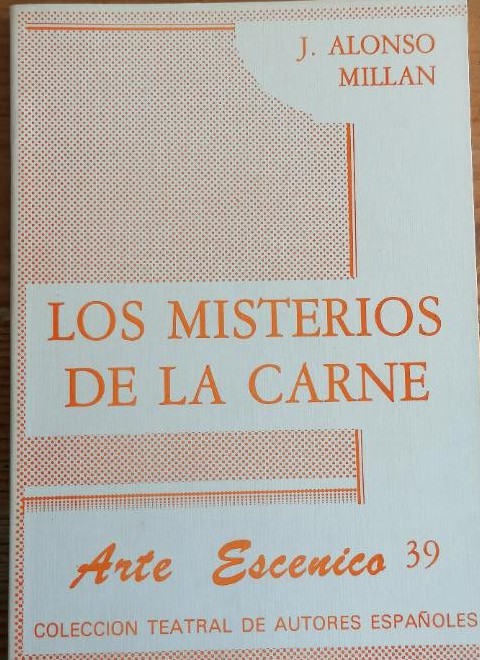 J. ALONSO
MILLAN
LOS MISTERIOS
DE LA CARNE
Arte Escenico 39
COLECCION TEATRAL DE AUTORES ESPAÑOLES